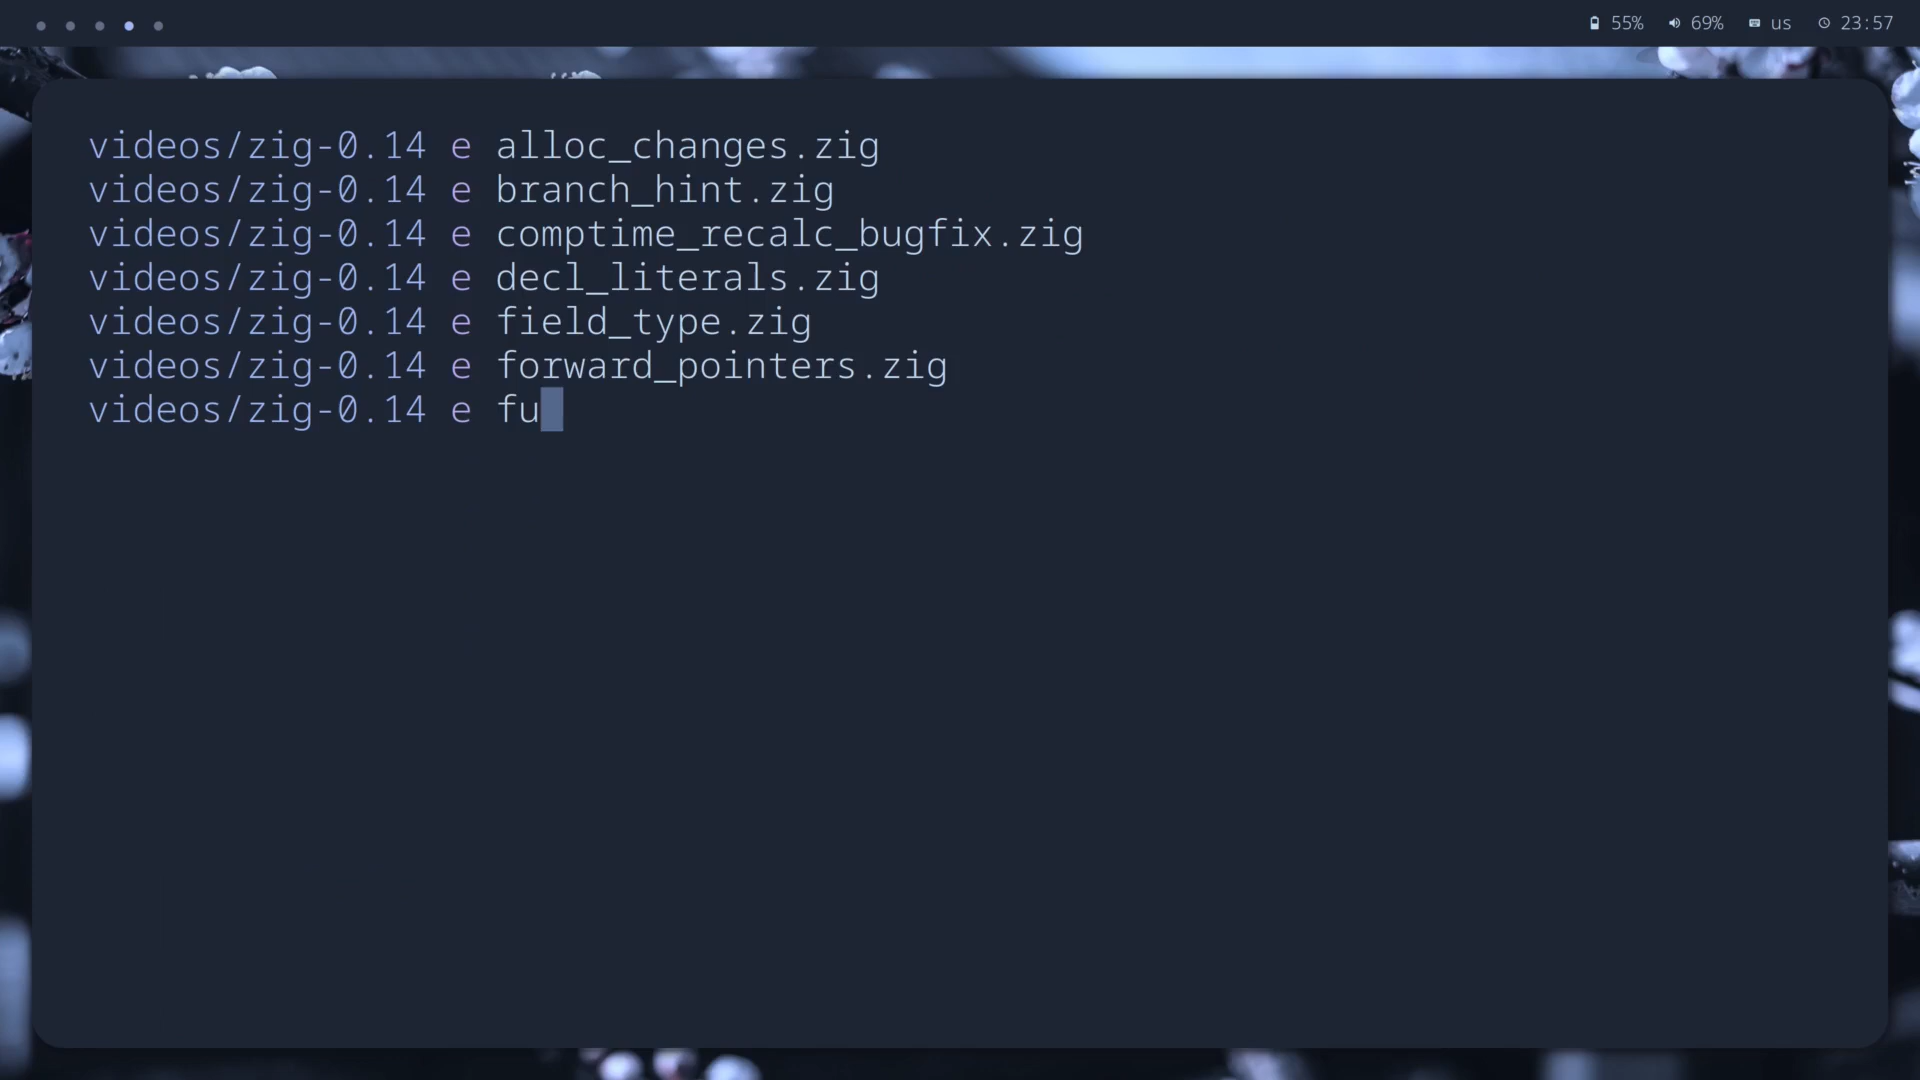 55% 69% us 23:57
videos/zig-0.14 e alloc_changes.zig
videos/zig-0.14 e branch_hint.zig
videos/zig-0.14 e comptime_recalc_bugfix.zig
videos/zig-0.14 e decl_literals.zig
videos/zig-0.14 e field_type.zig
videos/zig-0.14 e forward_pointers.zig
videos/zig-0.14 e fu